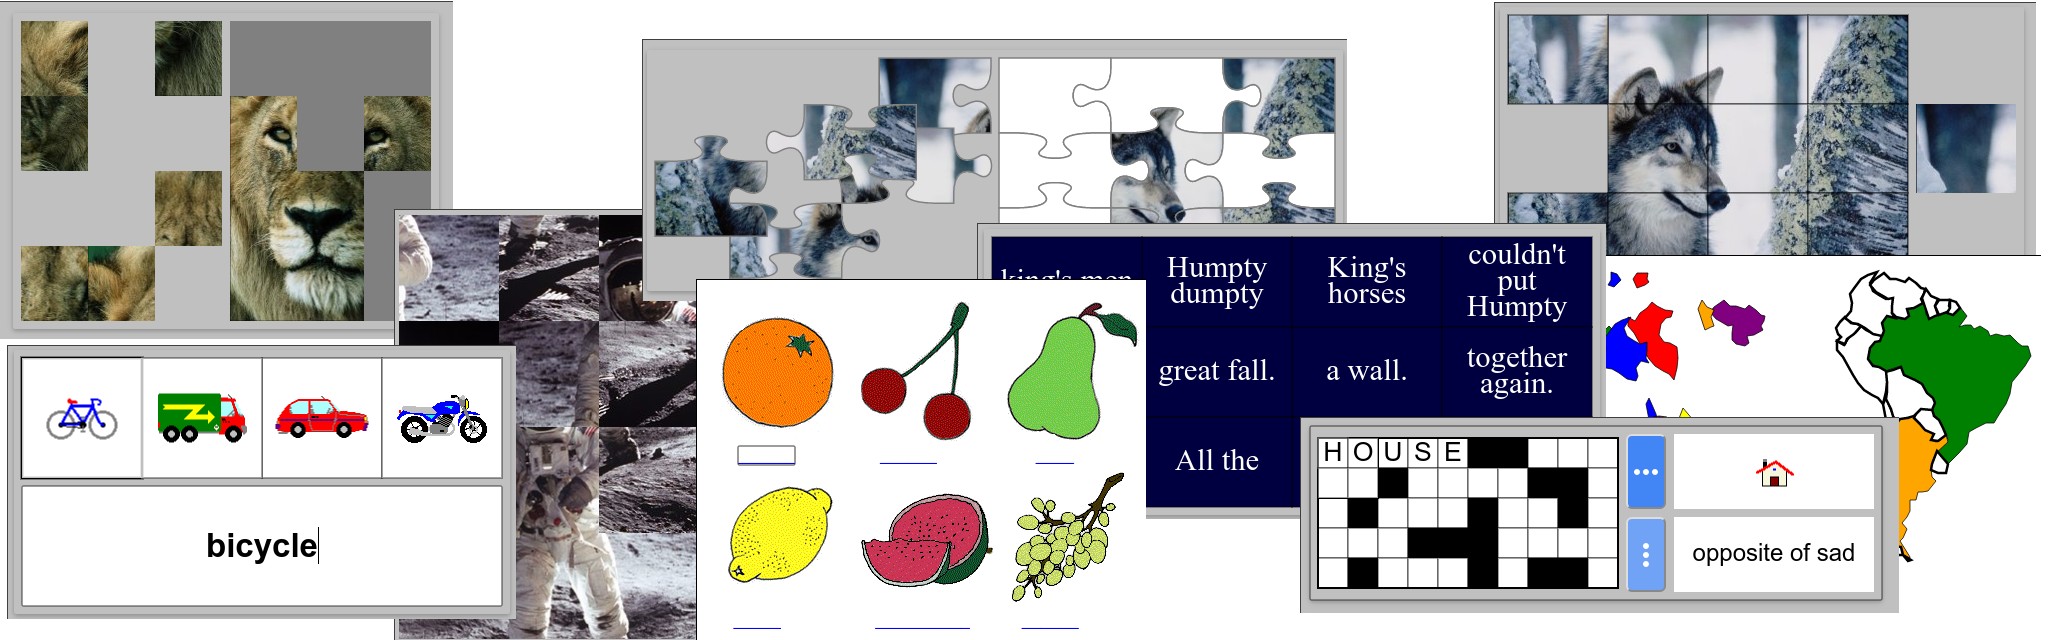 king's men
Humpty
dumpty
King's
horses
couldn't
put
Humpty
great fall.
a wall.
together
again.
All the
bicycle
HOUSE
opposite of sad